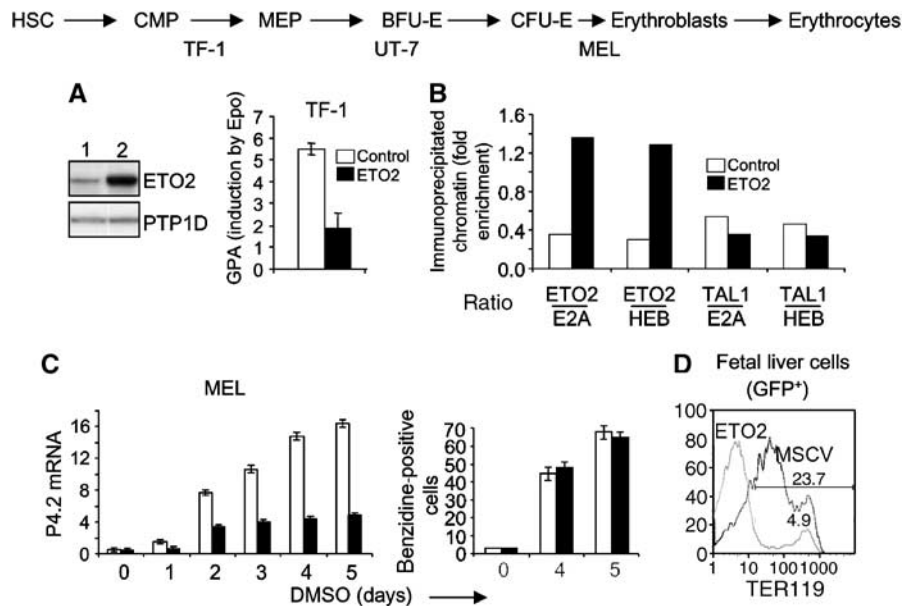 HSC CMP MEP BFU-E CFU-E Erythroblasts Erythrocytes
TF-1 UT-7 MEL
A
1 2
ETO2
PTP1D
TF-1
GPA (induction by Epo)
7
6
5
4
3
2
1
0
Control
ETO2
B
Immunoprecipitated
chromatin (fold
enrichment)
1.6
1.2
0.8
0.4
0.0
Control
ETO2
Ratio
ETO2
E2A
ETO2
HEB
TAL1
E2A
TAL1
HEB
C
MEL
P4.2 mRNA
16
12
8
4
0
0 1 2 3 4 5
Benzidine-positive
cells
70
60
50
40
30
20
10
0
0 4 5
DMSO (days)
D
Fetal liver cells
(GFP+)
100
80
60
40
20
0
ETO2
MSCV
23.7
4.9
1 10 100 1000
TER119